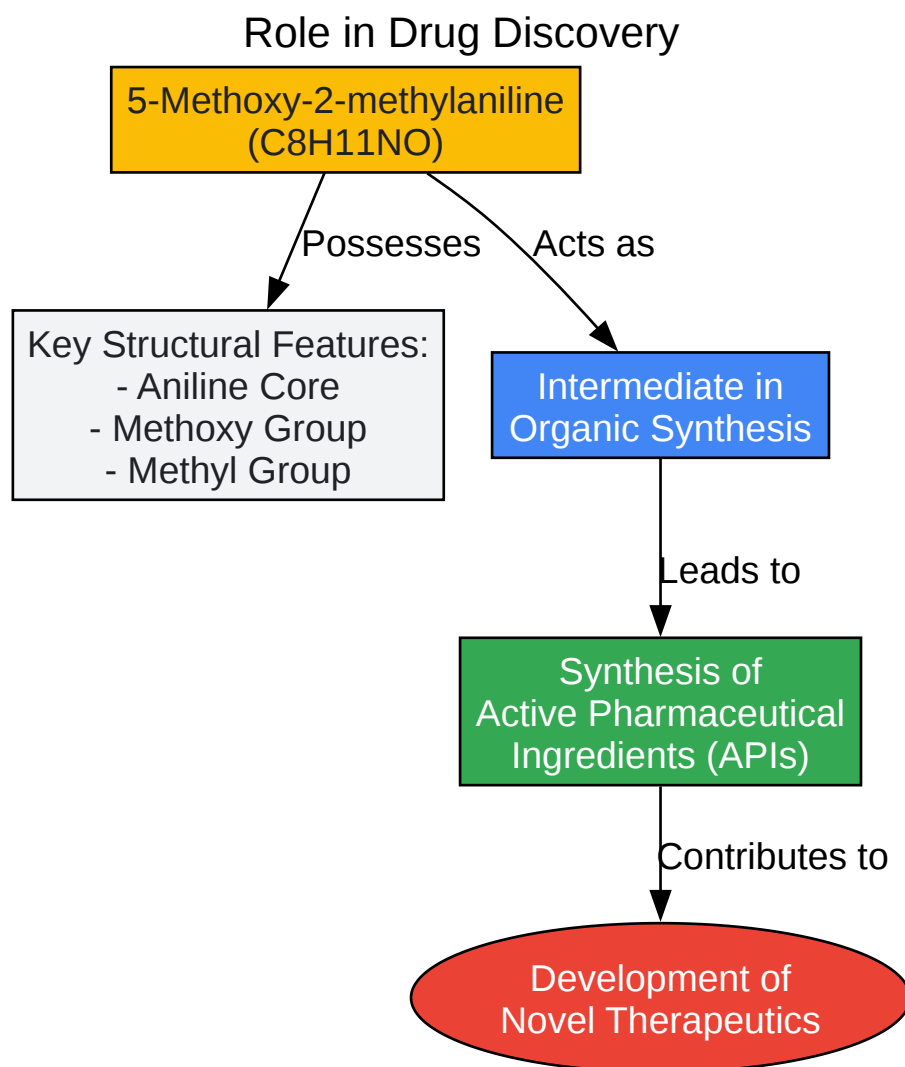 Role in Drug Discovery
5-Methoxy-2-methylaniline
(C8H11NO)
Possesses
Acts as
Key Structural Features:
- Aniline Core
- Methoxy Group
- Methyl Group
Intermediate in
Organic Synthesis
Leads to
Synthesis of
Active Pharmaceutical
Ingredients (APIs)
Contributes to
Development of
Novel Therapeutics